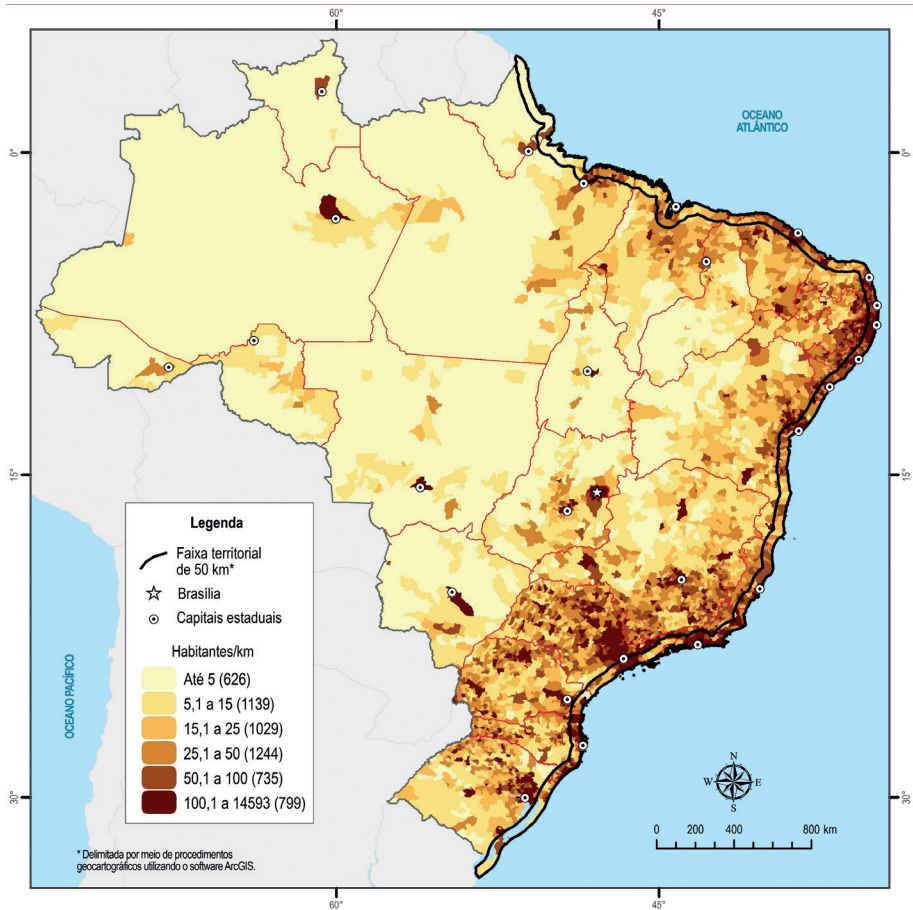 60°
45°
OCEANO
ATLÂNTICO
0°
0°
15°
15°
OCEANO PACÍFICO
Legenda
Faixa territorial
de 50 km*
Brasília
Capitais estaduais
Habitantes/km
Até 5 (626)
5,1 a 15 (1139)
15,1 a 25 (1029)
25,1 a 50 (1244)
50,1 a 100 (735)
100,1 a 14593 (799)
N
W E
S
30°
30°
0 200 400 800 km
* Delimitada por meio de procedimentos
geocartográficos utilizando o software ArcGIS.
60°
45°